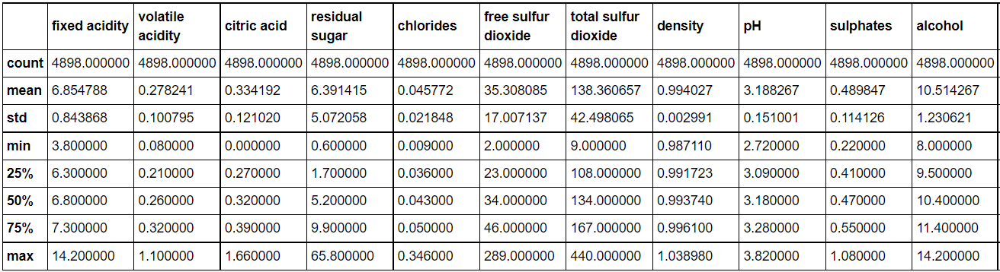 fixed acidity volatile acidity citric acid residual sugar chlorides free sulfur dioxide total sulfur dioxide density pH sulphates alcohol
count 4898.000000 4898.000000 4898.000000 4898.000000 4898.000000 4898.000000 4898.000000 4898.000000 4898.000000 4898.000000 4898.000000
mean 6.854788 0.278241 0.334192 6.391415 0.045772 35.308085 138.360657 0.994027 3.188267 0.489847 10.514267
std 0.843868 0.100795 0.121020 5.072058 0.021848 17.007137 42.498065 0.002991 0.151001 0.114126 1.230621
min 3.800000 0.080000 0.000000 0.600000 0.009000 2.000000 9.000000 0.987110 2.720000 0.220000 8.000000
25% 6.300000 0.210000 0.270000 1.700000 0.036000 23.000000 108.000000 0.991723 3.090000 0.410000 9.500000
50% 6.800000 0.260000 0.320000 5.200000 0.043000 34.000000 134.000000 0.993740 3.180000 0.470000 10.400000
75% 7.300000 0.320000 0.390000 9.900000 0.050000 46.000000 167.000000 0.996100 3.280000 0.550000 11.400000
max 14.200000 1.100000 1.660000 65.800000 0.346000 289.000000 440.000000 1.038980 3.820000 1.080000 14.200000